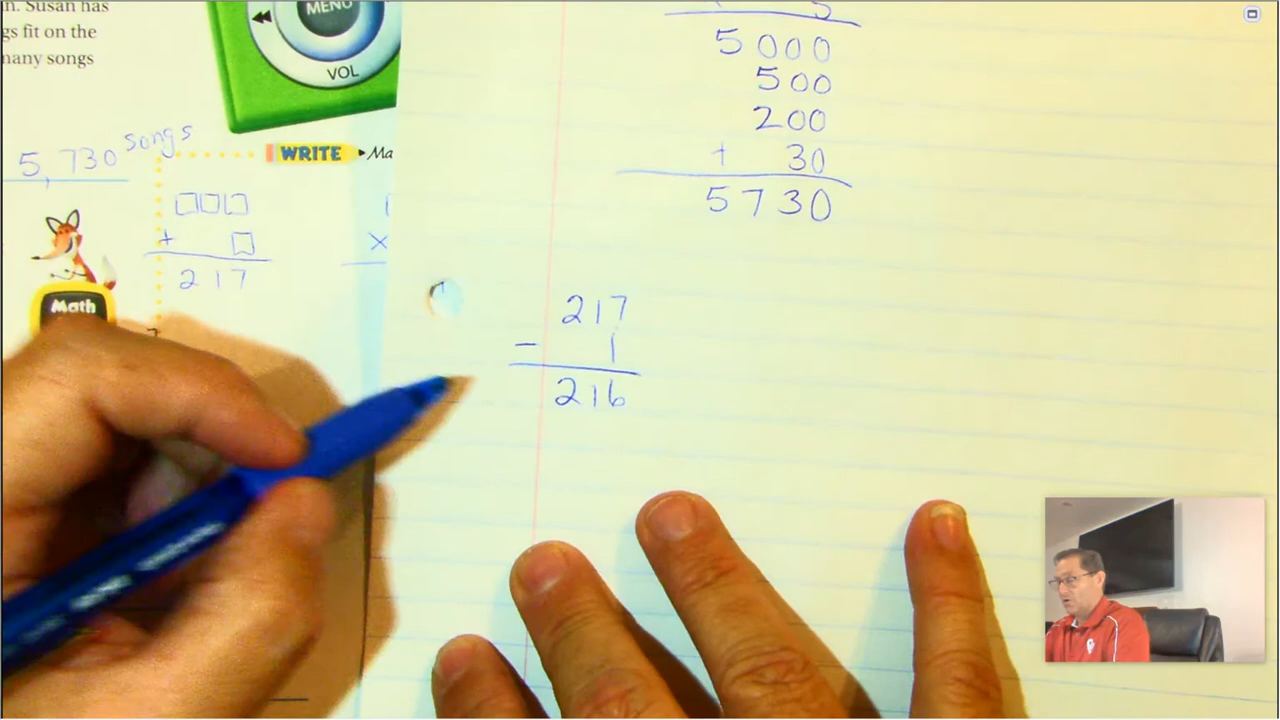 n. Susan has
gs fit on the
many songs
MENU
VOL
5,730 songs
WRITE Ma
+
217
×
Math
5000
500
200
+ 30
5730
217
- 1
216